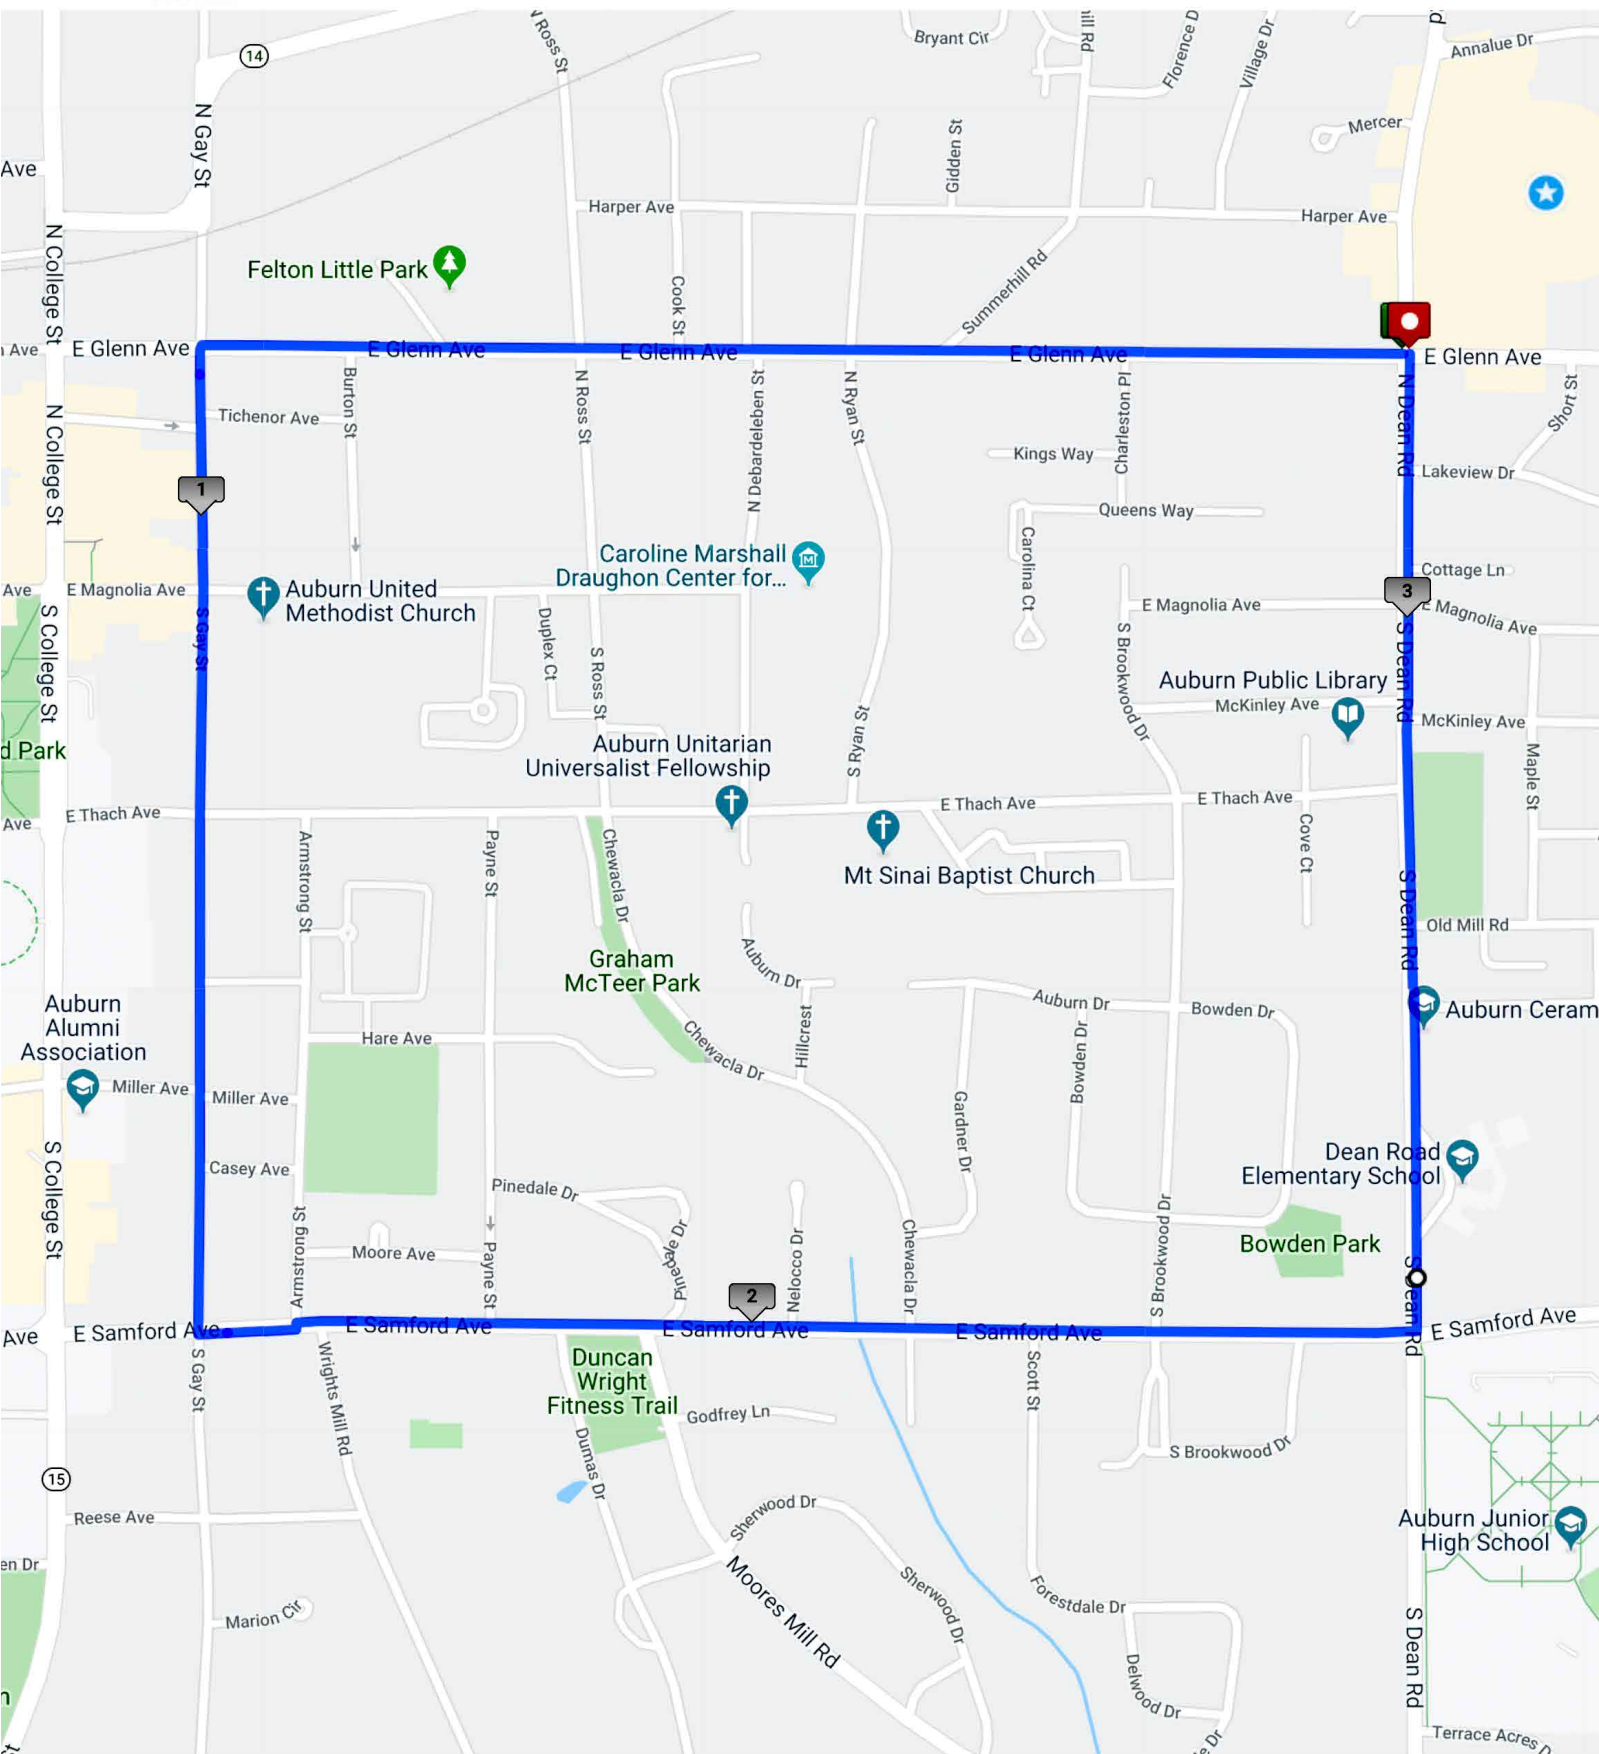 14
N Ross St
Bryant Cir
Florence D
Village Dr
Annalue Dr
N Gay St
Mercer
Gidden St
Ave
Harper Ave
Harper Ave
N College St
Felton Little Park
Cook St
Summerhill Rd
Ave
E Glenn Ave
E Glenn Ave
E Glenn Ave
E Glenn Ave
E Glenn Ave
N College St
Tichenor Ave
Burton St
N Ross St
N Debardeleben St
N Ryan St
Charleston Pl
N Dean Rd
Short St
Kings Way
Lakeview Dr
1
Queens Way
Carolina Ct
Caroline Marshall
Draughon Center for...
Cottage Ln
Ave
E Magnolia Ave
Auburn United
Methodist Church
3
E Magnolia Ave
E Magnolia Ave
S College St
S Gay St
Duplex Ct
S Ross St
S Brookwood Dr
S Dean Rd
Auburn Public Library
McKinley Ave
McKinley Ave
d Park
Auburn Unitarian
Universalist Fellowship
S Ryan St
Maple St
Ave
E Thach Ave
E Thach Ave
E Thach Ave
Armstrong St
Payne St
Chewacla Dr
Mt Sinai Baptist Church
Cove Ct
S Dean Rd
Old Mill Rd
Graham
McTeer Park
Auburn Dr
Auburn Dr
Bowden Dr
Auburn Ceram
Auburn
Alumni
Association
Hare Ave
Chewacla Dr
Hillcrest
Bowden Dr
Miller Ave
Miller Ave
Gardner Dr
S College St
Casey Ave
Pinedale Dr
Dean Road
Elementary School
Armstrong St
Moore Ave
Payne St
Pinedale Dr
Nelocco Dr
Chewacla Dr
S Brookwood Dr
Bowden Park
S Dean Rd
2
Ave
E Samford Ave
E Samford Ave
E Samford Ave
E Samford Ave
E Samford Ave
S Gay St
Wrights Mill Rd
Duncan
Wright
Fitness Trail
Scott St
Godfrey Ln
Dumas Dr
S Brookwood Dr
15
Reese Ave
Sherwood Dr
Auburn Junior
High School
en Dr
Moores Mill Rd
Sherwood Dr
Forestdale Dr
Marion Cir
S Dean Rd
Delwood Dr
n
Terrace Acres D
e Dr